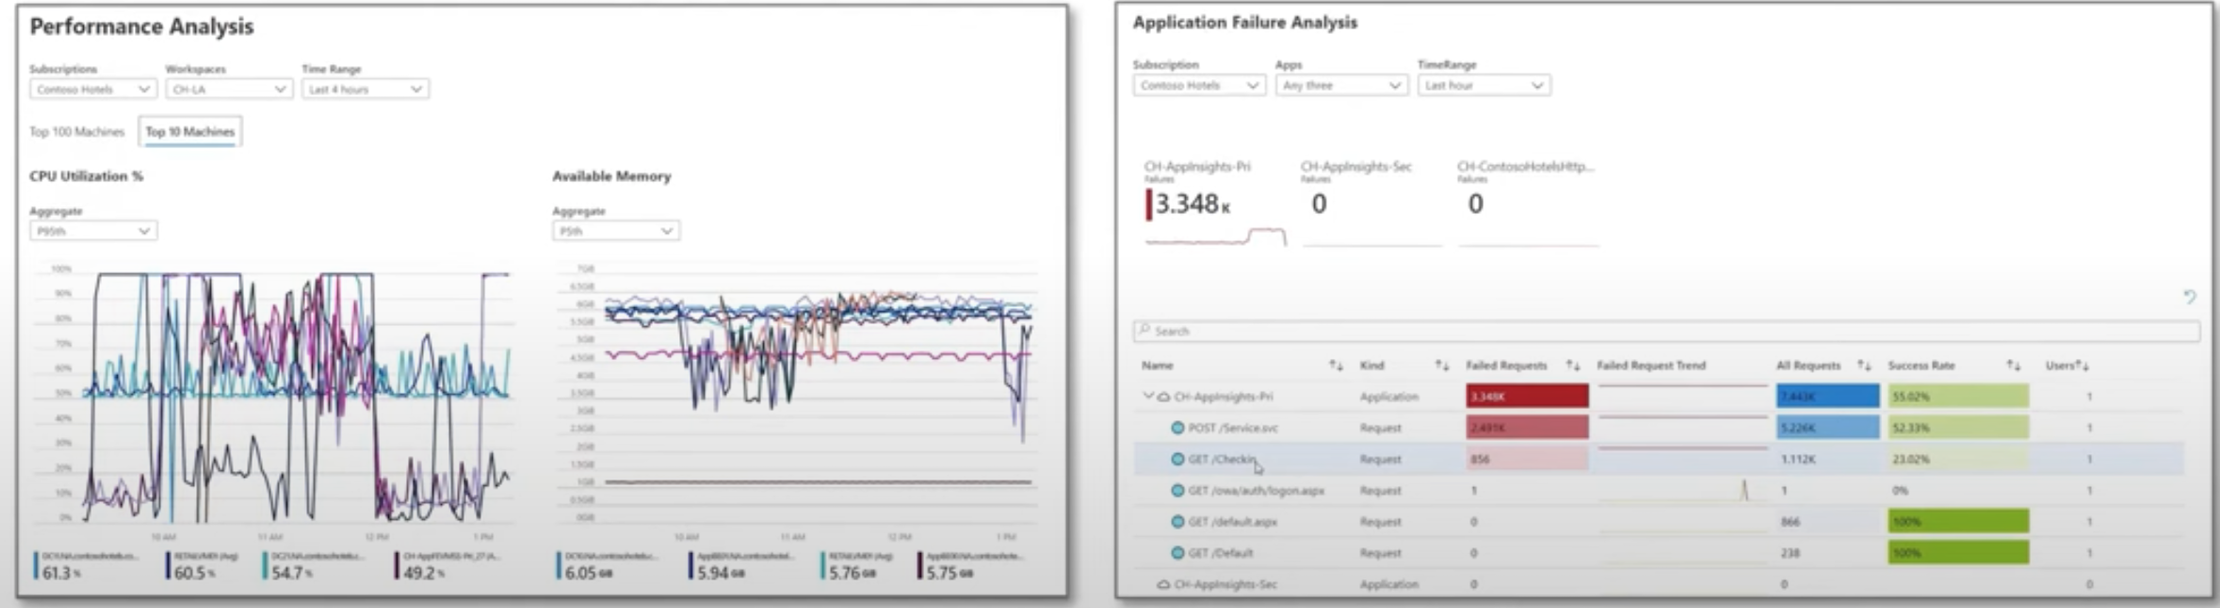 Performance Analysis
Subscriptions Workspaces Time Range
Contoso Hotels CH-LA Last 4 hours
Top 100 Machines Top 10 Machines
CPU Utilization %
Aggregate
P95th
100%
90%
80%
70%
60%
50%
40%
30%
20%
10%
0%
10 AM 11 AM 12 PM 1 PM
RETAILVM01 (Avg)
61.3 % 60.5 % 54.7 % 49.2 %
Available Memory
Aggregate
P5th
7GB
6.5GB
6GB
5.5GB
5GB
4.5GB
4GB
3.5GB
3GB
2.5GB
2GB
1.5GB
1GB
0.5GB
0GB
10 AM 11 AM 12 PM 1 PM
RETAILVM01 (Avg)
6.05 GB 5.94 GB 5.76 GB 5.75 GB
Application Failure Analysis
Subscription Apps TimeRange
Contoso Hotels Any three Last hour
CH-AppInsights-Pri CH-AppInsights-Sec CH-ContosoHotelsHttp...
Failures Failures Failures
3.348 K 0 0
Search
Name Kind Failed Requests Failed Request Trend All Requests Success Rate Users
CH-AppInsights-Pri Application 3.348K 7.443K 55.02% 1
POST /Service.svc Request 2.491K 5.226K 52.33% 1
GET /Checkin Request 856 1.112K 23.02% 1
GET /owa/auth/logon.aspx Request 1 1 0% 1
GET /default.aspx Request 0 866 100% 1
GET /Default Request 0 238 100% 1
CH-AppInsights-Sec Application 0 0 0